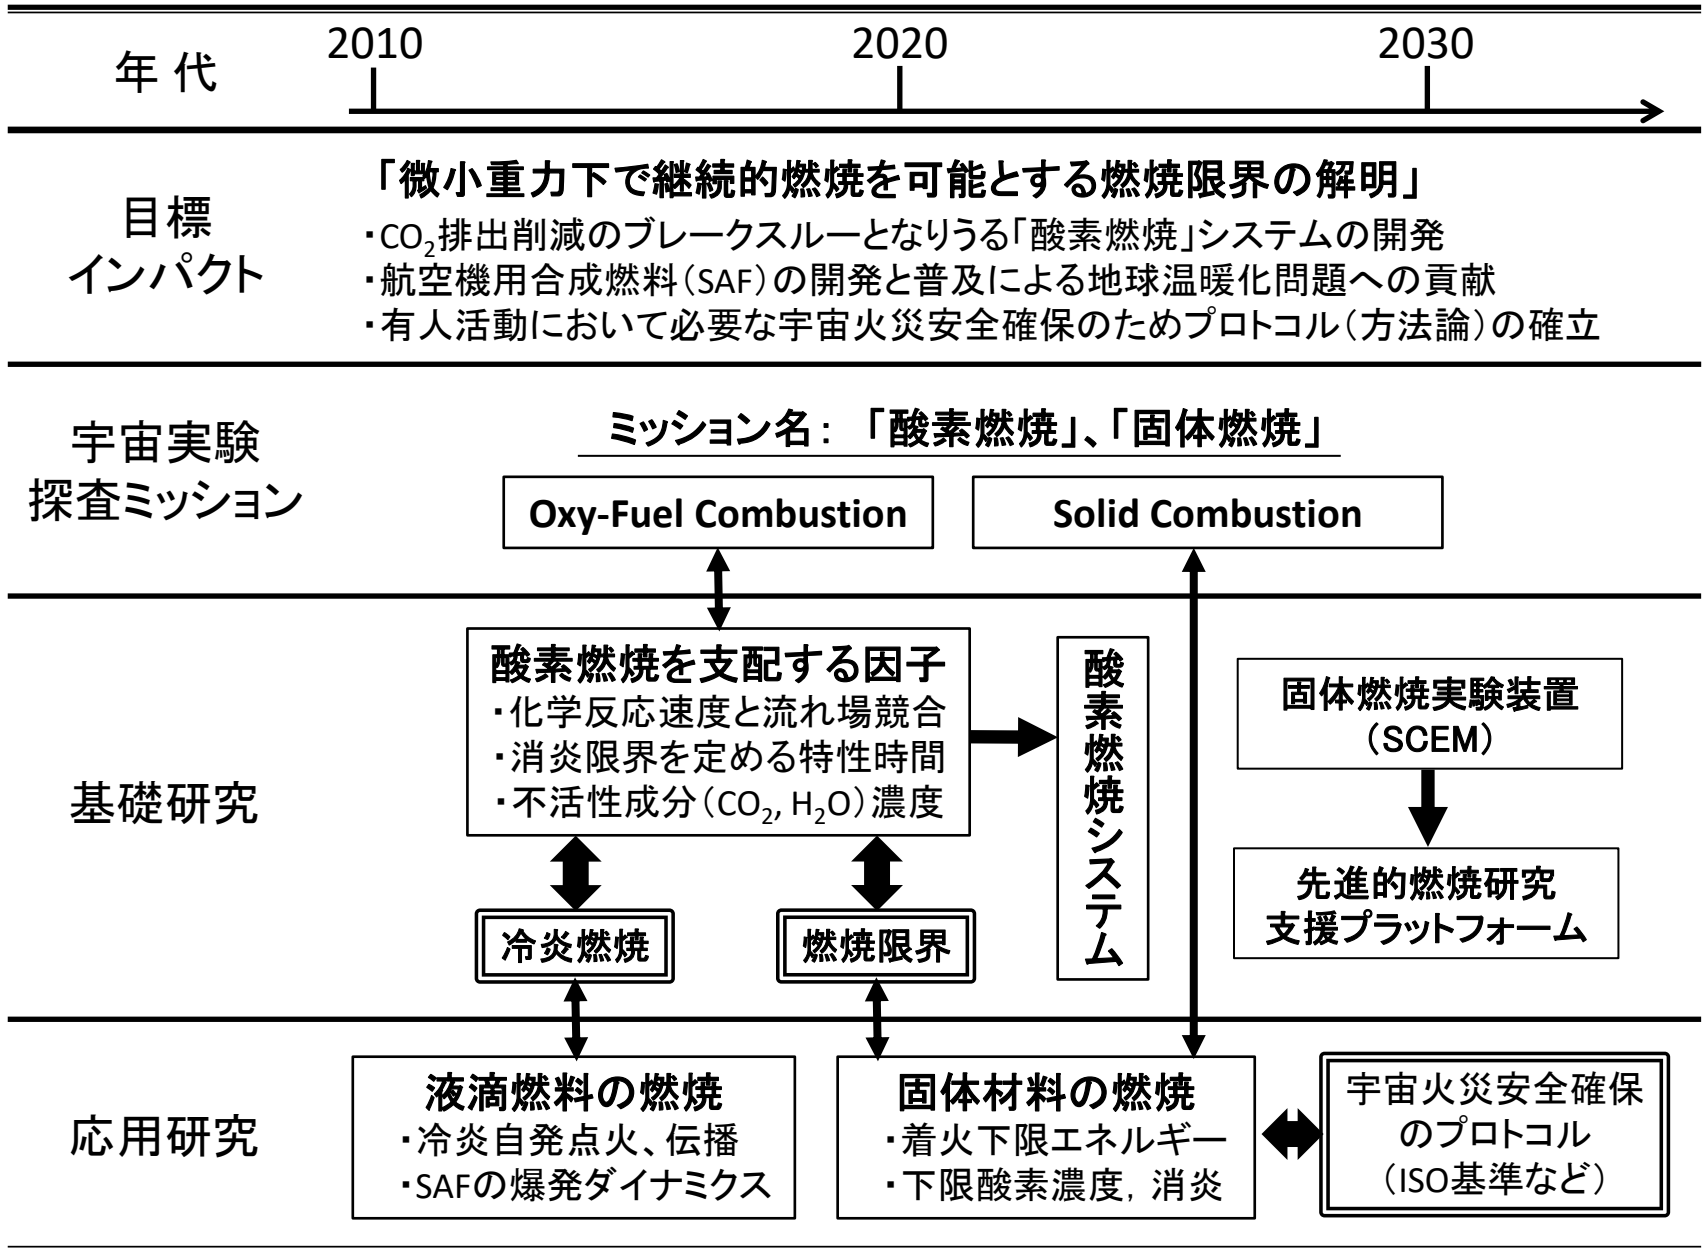 年 代
2010
2020
2030
目標
インパクト
「微小重力下で継続的燃焼を可能とする燃焼限界の解明」
・CO₂排出削減のブレークスルーとなりうる「酸素燃焼」システムの開発
・航空機用合成燃料（SAF）の開発と普及による地球温暖化問題への貢献
・有人活動において必要な宇宙火災安全確保のためプロトコル（方法論）の確立
宇宙実験
探査ミッション
ミッション名： 「酸素燃焼」、「固体燃焼」
Oxy-Fuel Combustion
Solid Combustion
基礎研究
酸素燃焼を支配する因子
・化学反応速度と流れ場競合
・消炎限界を定める特性時間
・不活性成分（CO₂, H₂O）濃度
酸素燃焼システム
固体燃焼実験装置
（SCEM）
先進的燃焼研究
支援プラットフォーム
冷炎燃焼
燃焼限界
応用研究
液滴燃料の燃焼
・冷炎自発点火、伝播
・SAFの爆発ダイナミクス
固体材料の燃焼
・着火下限エネルギー
・下限酸素濃度，消炎
宇宙火災安全確保
のプロトコル
（ISO基準など）